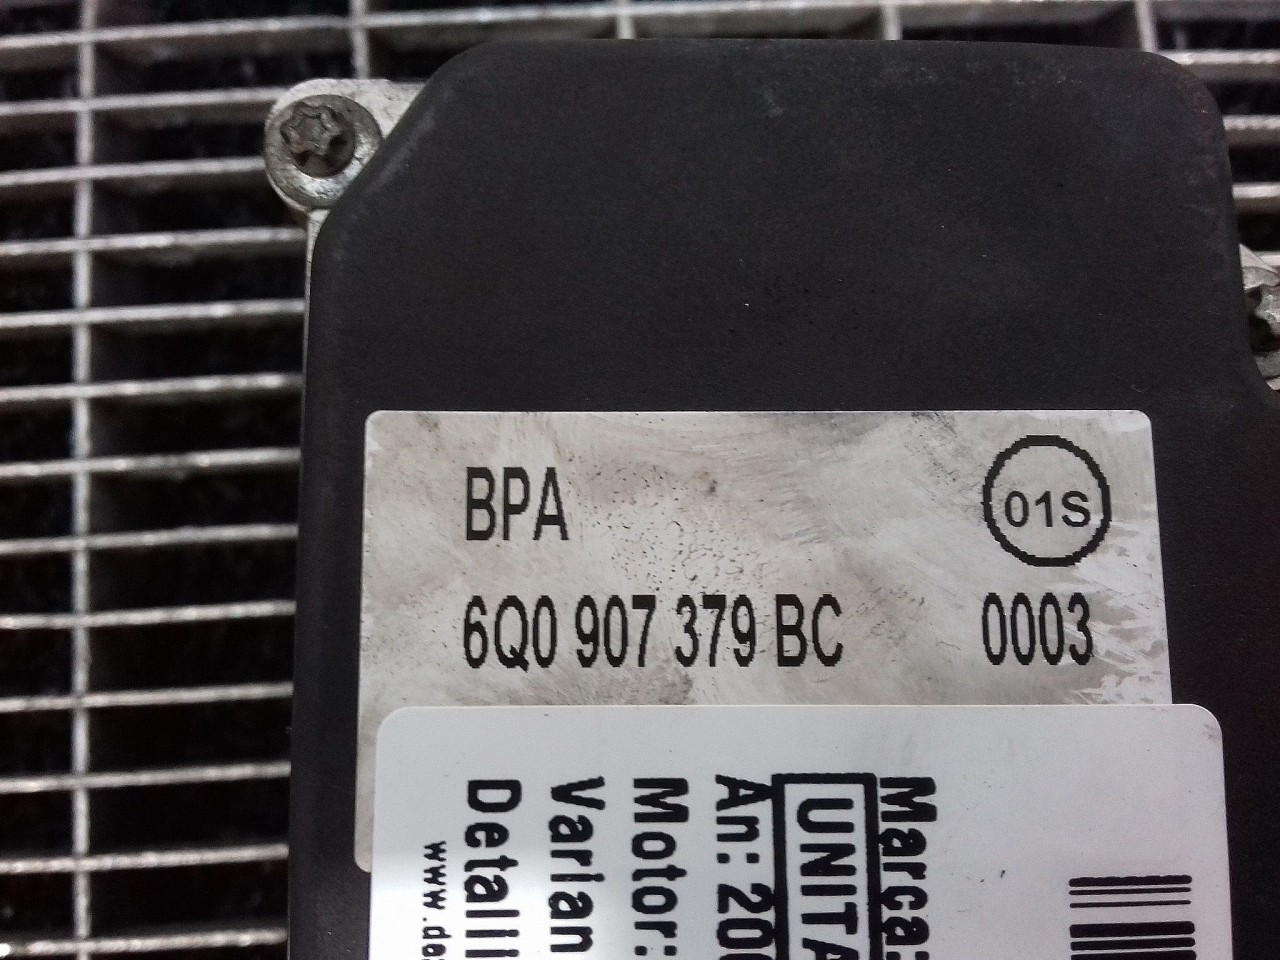 BPA
01S
6Q0 907 379 BC 0003
Marca:
UNITA
An: 200
Motor:
Varian
Detalii
www.de